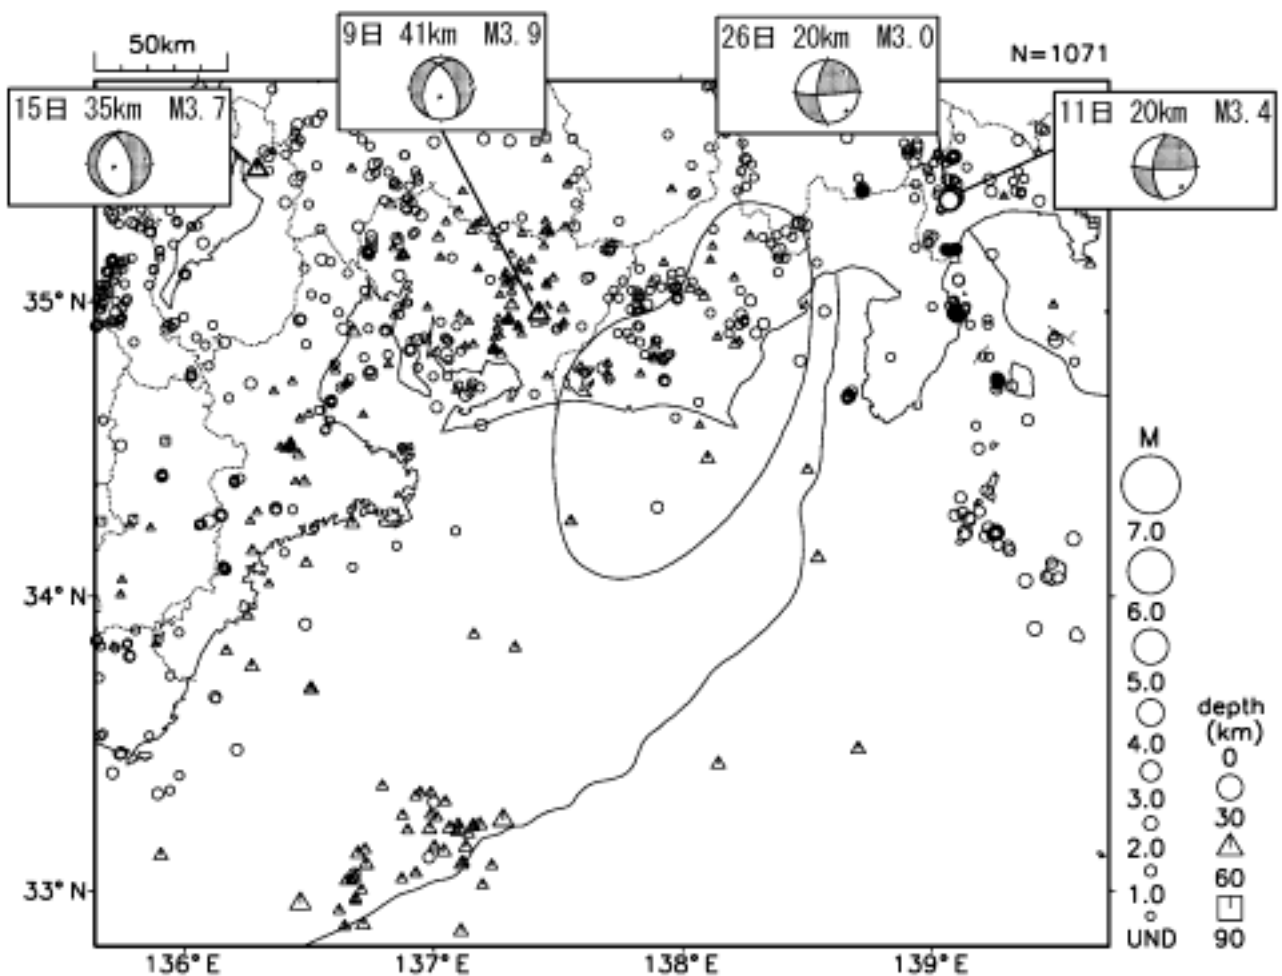 50km
9日 41km M3.9
26日 20km M3.0
N=1071
15日 35km M3.7
11日 20km M3.4
35°N
34°N
33°N
136°E
137°E
138°E
139°E
M
7.0
6.0
5.0
4.0
3.0
2.0
1.0
UND
depth
(km)
0
30
60
90